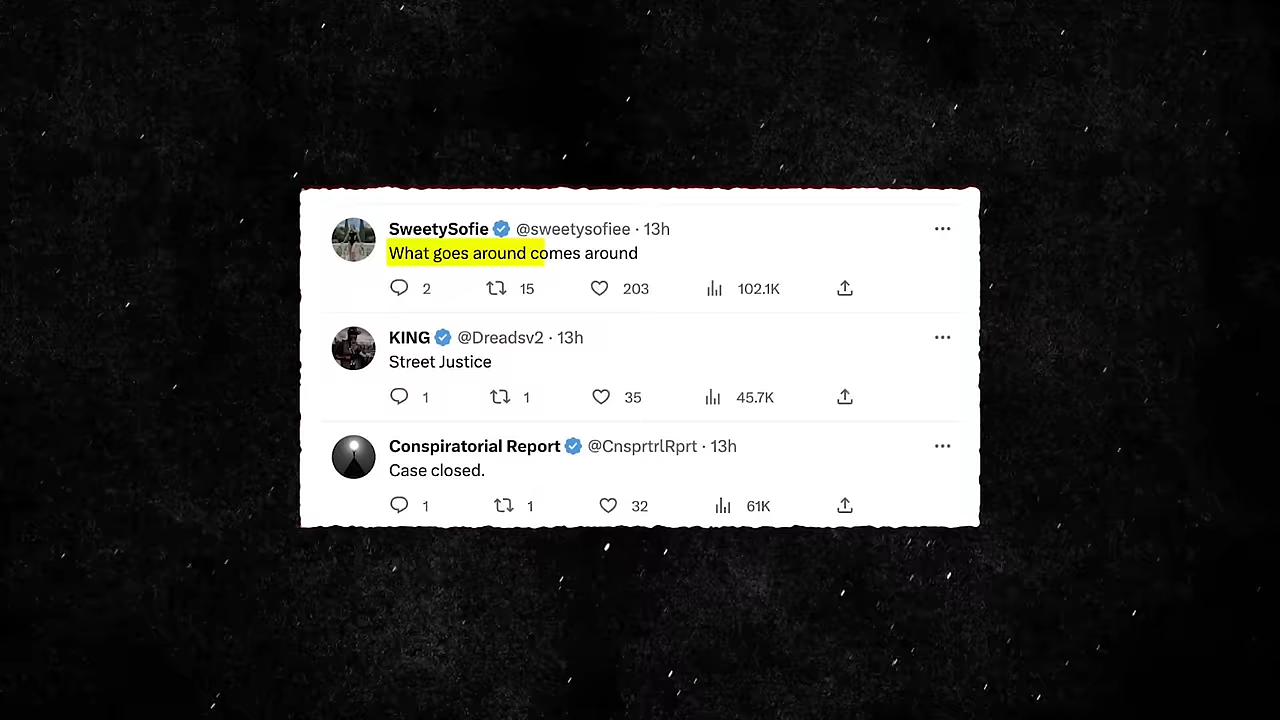 SweetySofie @sweetysofiee · 13h
What goes around comes around
2 15 203 102.1K
KING @Dreadsv2 · 13h
Street Justice
1 1 35 45.7K
Conspiratorial Report @CnsprtrlRprt · 13h
Case closed.
1 1 32 61K